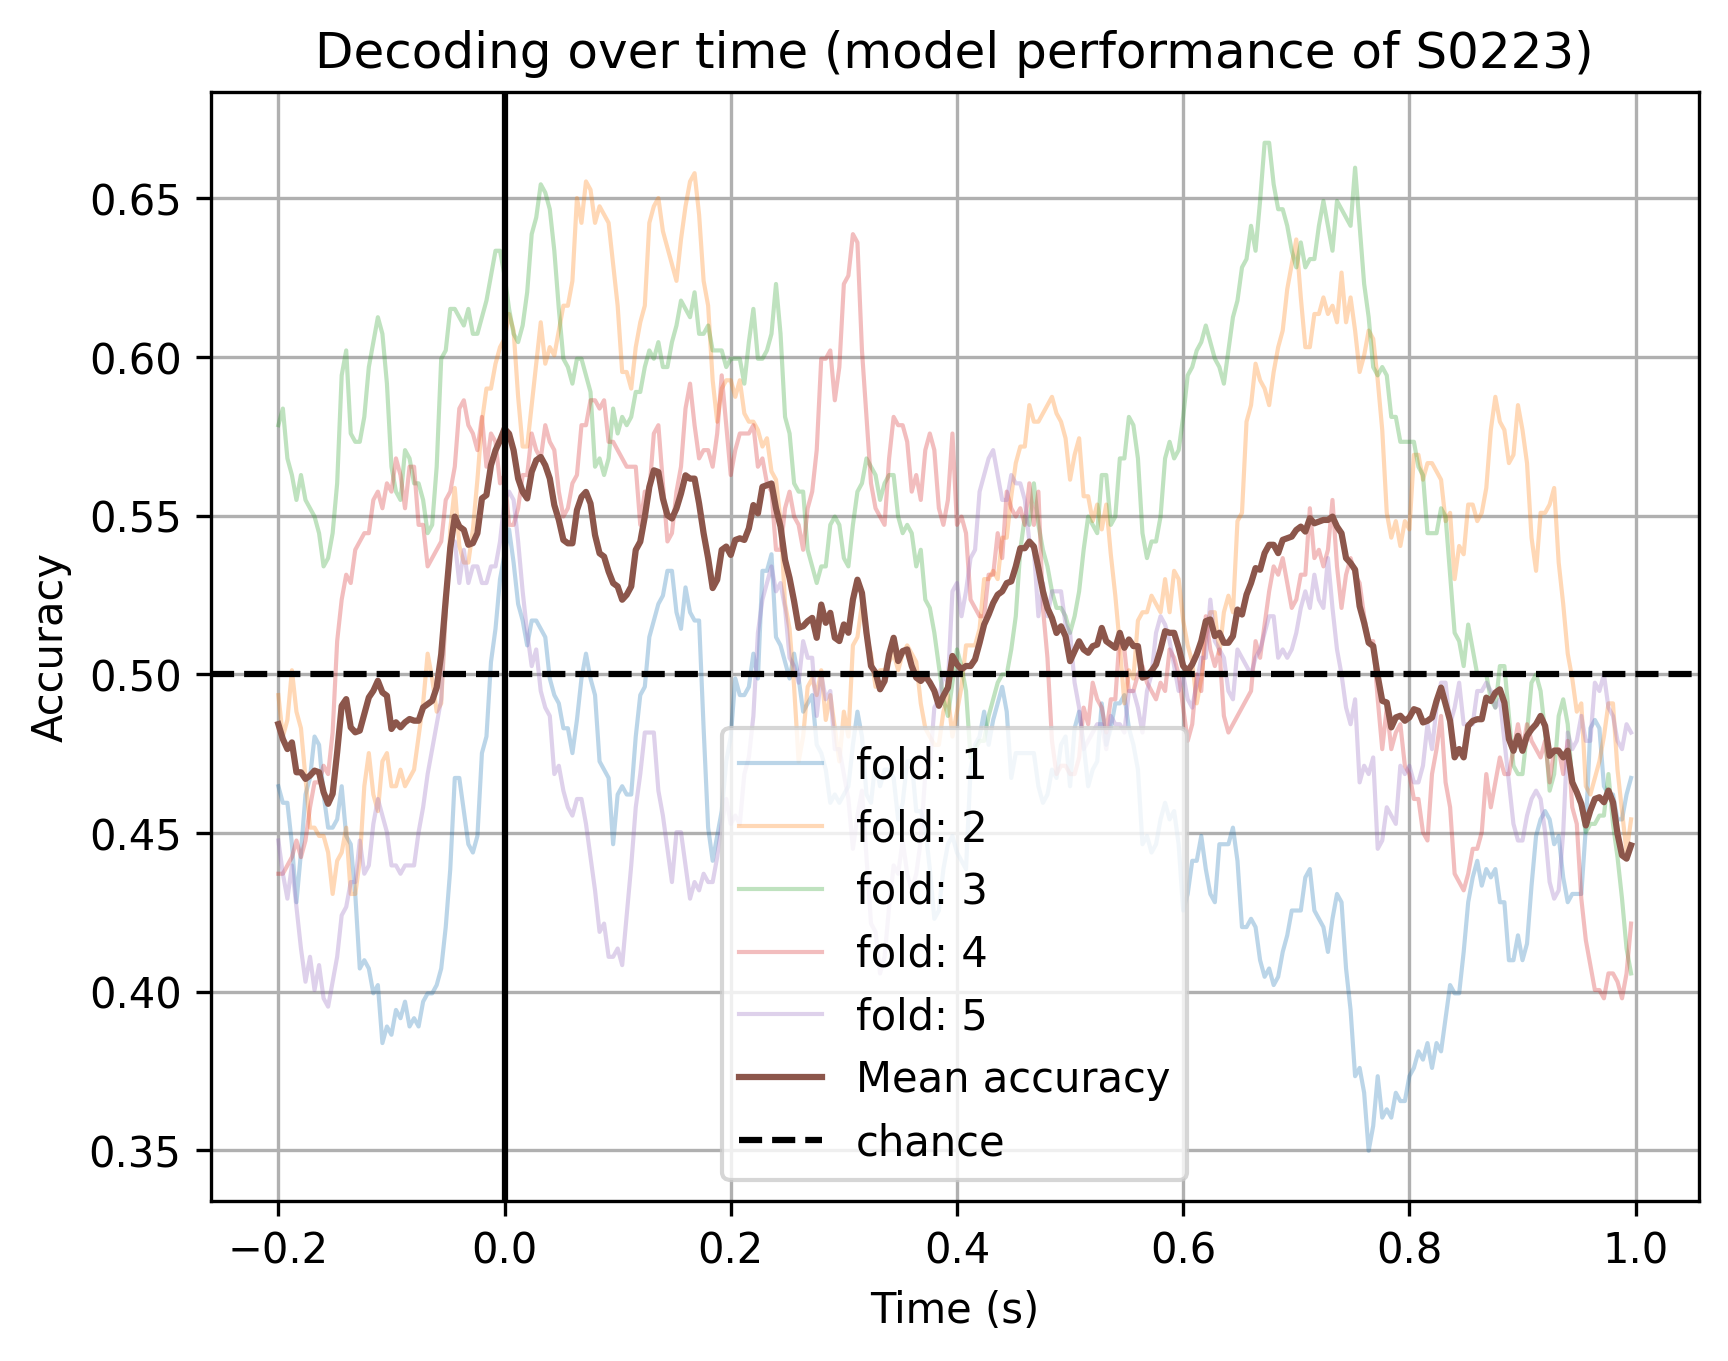 Decoding over time (model performance of S0223)
Accuracy
0.65
0.60
0.55
0.50
0.45
0.40
0.35
fold: 1
fold: 2
fold: 3
fold: 4
fold: 5
Mean accuracy
chance
−0.2 0.0 0.2 0.4 0.6 0.8 1.0
Time (s)